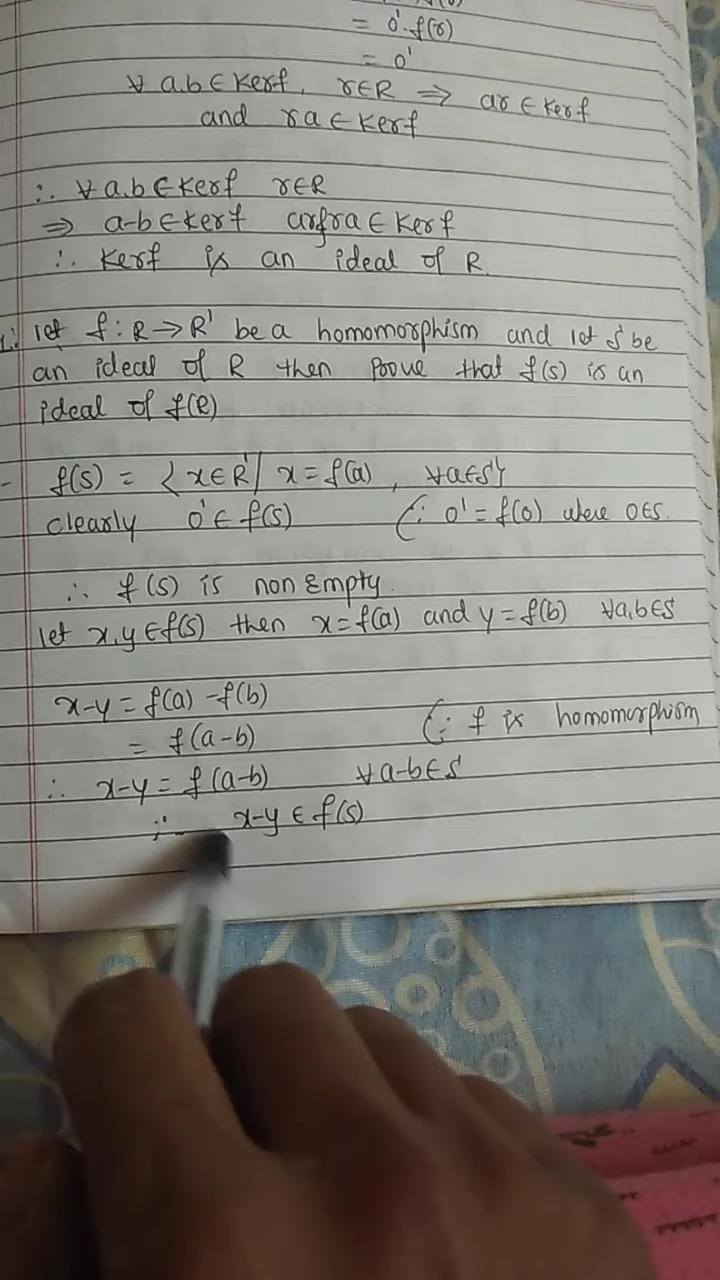 = 0'.f(r)
= 0'
∀ a,b ∈ Kerf, r∈R ⇒ ar ∈ Kerf
and ra ∈ Kerf
∴ ∀ a,b ∈ Kerf r∈R
⇒ a-b ∈ Kerf ar, ra ∈ Kerf
∴ Kerf is an ideal of R.
let f : R → R' be a homomorphism and let S be
an ideal of R then prove that f(s) is an
ideal of f(R)
f(s) = {x∈R' / x = f(a), ∀a∈S}
clearly 0' ∈ f(s) (∵ 0' = f(0) where 0∈S.
∴ f(s) is non Empty.
let x,y ∈ f(s) then x = f(a) and y = f(b) ∀a,b∈S
x-y = f(a) - f(b)
= f(a-b) (∵ f is homomorphism
∴ x-y = f(a-b) ∀ a-b∈S
∴ x-y ∈ f(s)